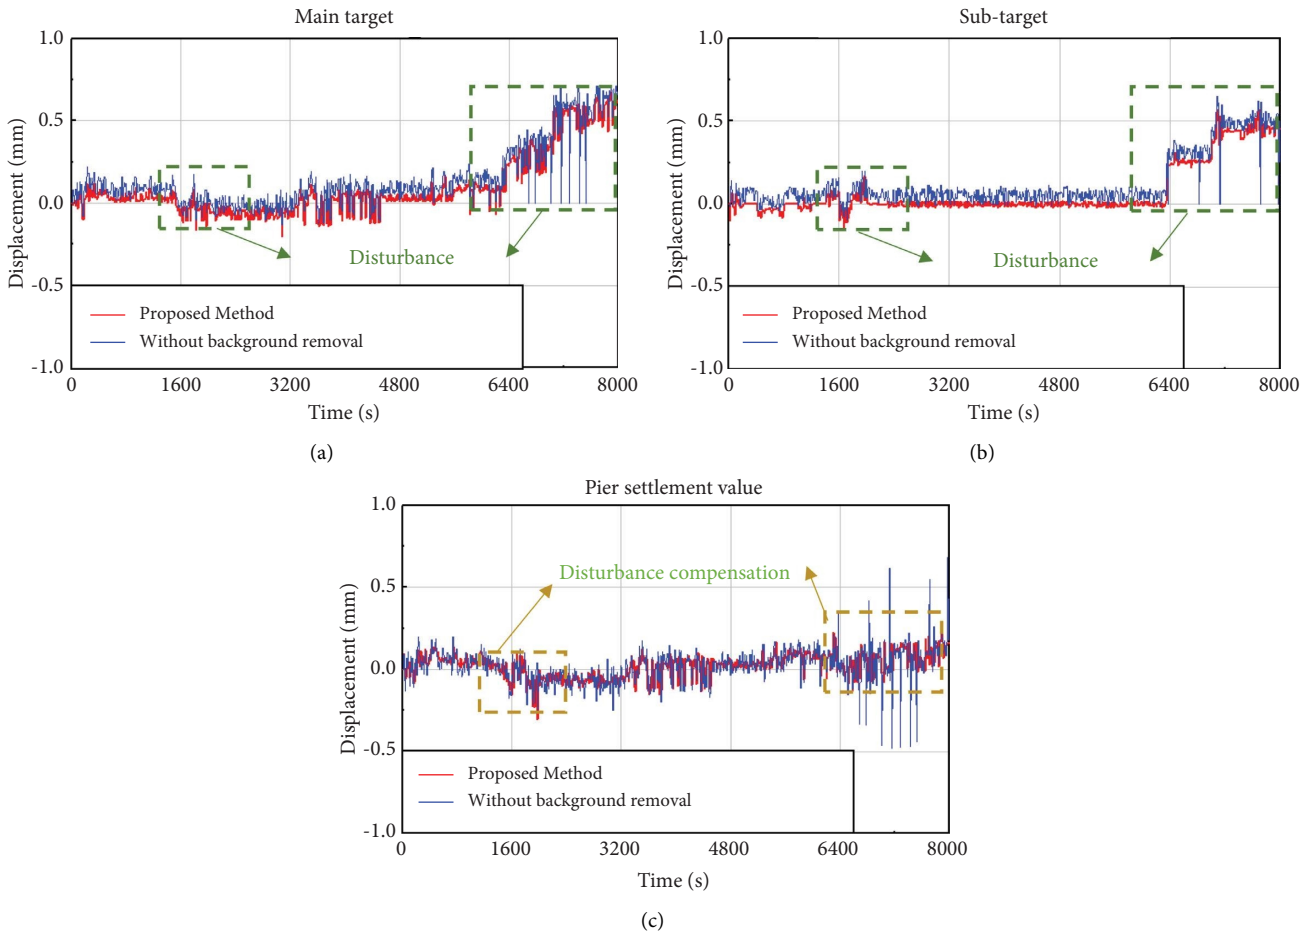 Main target
1.0
0.5
0.0
-0.5
-1.0
Displacement (mm)
Disturbance
Proposed Method
Without background removal
0 1600 3200 4800 6400 8000
Time (s)
(a)
Sub-target
1.0
0.5
0.0
-0.5
-1.0
Displacement (mm)
Disturbance
Proposed Method
Without background removal
0 1600 3200 4800 6400 8000
Time (s)
(b)
Pier settlement value
1.0
0.5
0.0
-0.5
-1.0
Displacement (mm)
Disturbance compensation
Proposed Method
Without background removal
0 1600 3200 4800 6400 8000
Time (s)
(c)